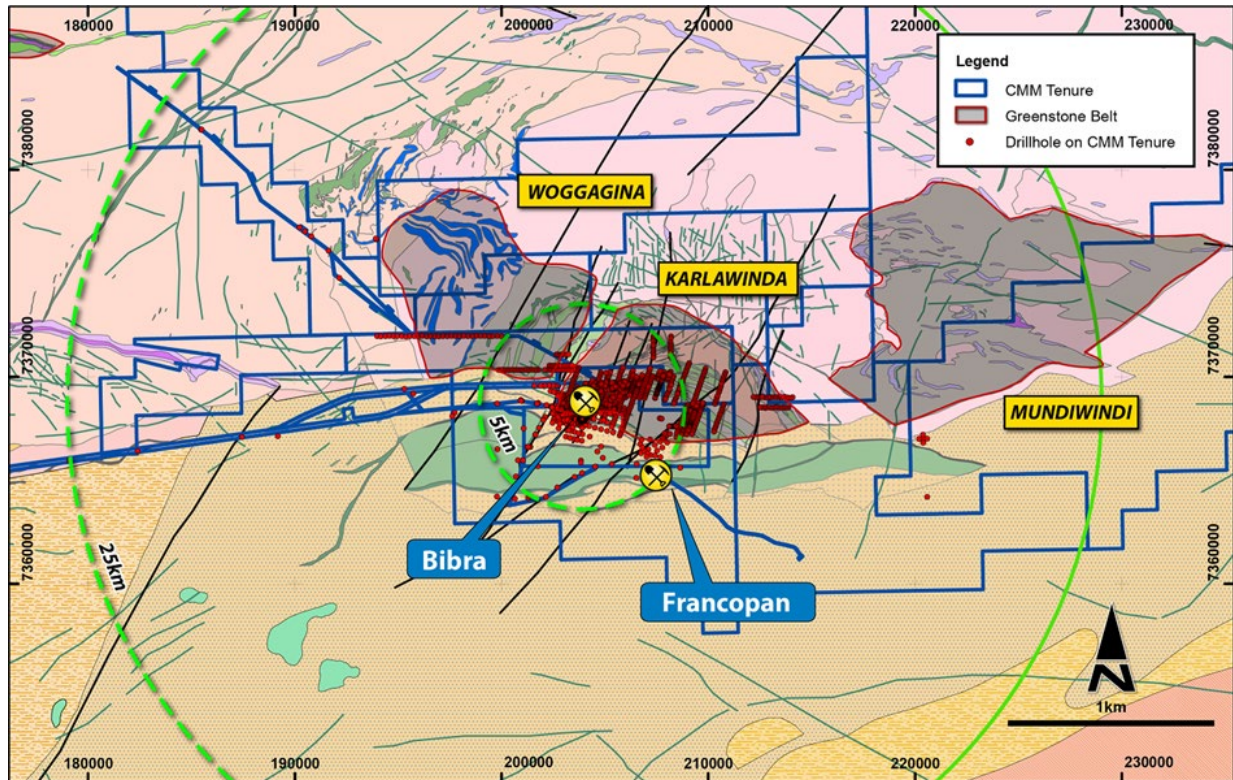 180000
190000
200000
210000
220000
230000
Legend
CMM Tenure
Greenstone Belt
Drillhole on CMM Tenure
7380000
7380000
WOGGAGINA
KARLAWINDA
7370000
7370000
MUNDIWINDI
5km
25km
Bibra
Francopan
7360000
7360000
N
1km
180000
190000
200000
210000
220000
230000